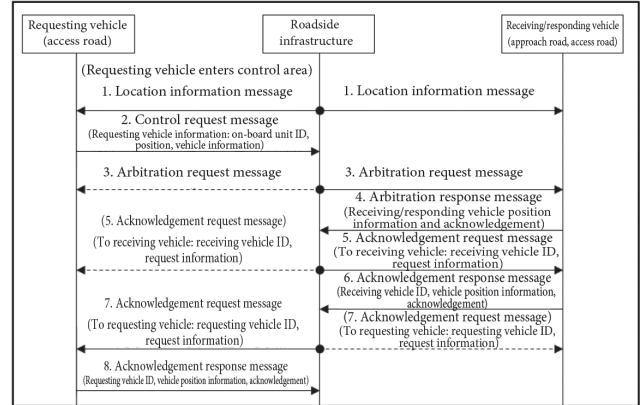 Requesting vehicle
(access road)
Roadside
infrastructure
Receiving/responding vehicle
(approach road, access road)
(Requesting vehicle enters control area)
1. Location information message
1. Location information message
2. Control request message
(Requesting vehicle information: on-board unit ID,
position, vehicle information)
3. Arbitration request message
3. Arbitration request message
4. Arbitration response message
(Receiving/responding vehicle position
information and acknowledgement)
(5. Acknowledgement request message)
(To receiving vehicle: receiving vehicle ID,
request information)
5. Acknowledgement request message
(To receiving vehicle: receiving vehicle ID,
request information)
6. Acknowledgement response message
(Receiving vehicle ID, vehicle position information,
acknowledgement)
7. Acknowledgement request message
(To requesting vehicle: requesting vehicle ID,
request information)
(7. Acknowledgement request message)
(To requesting vehicle: requesting vehicle ID,
request information)
8. Acknowledgement response message
(Requesting vehicle ID, vehicle position information, acknowledgement)